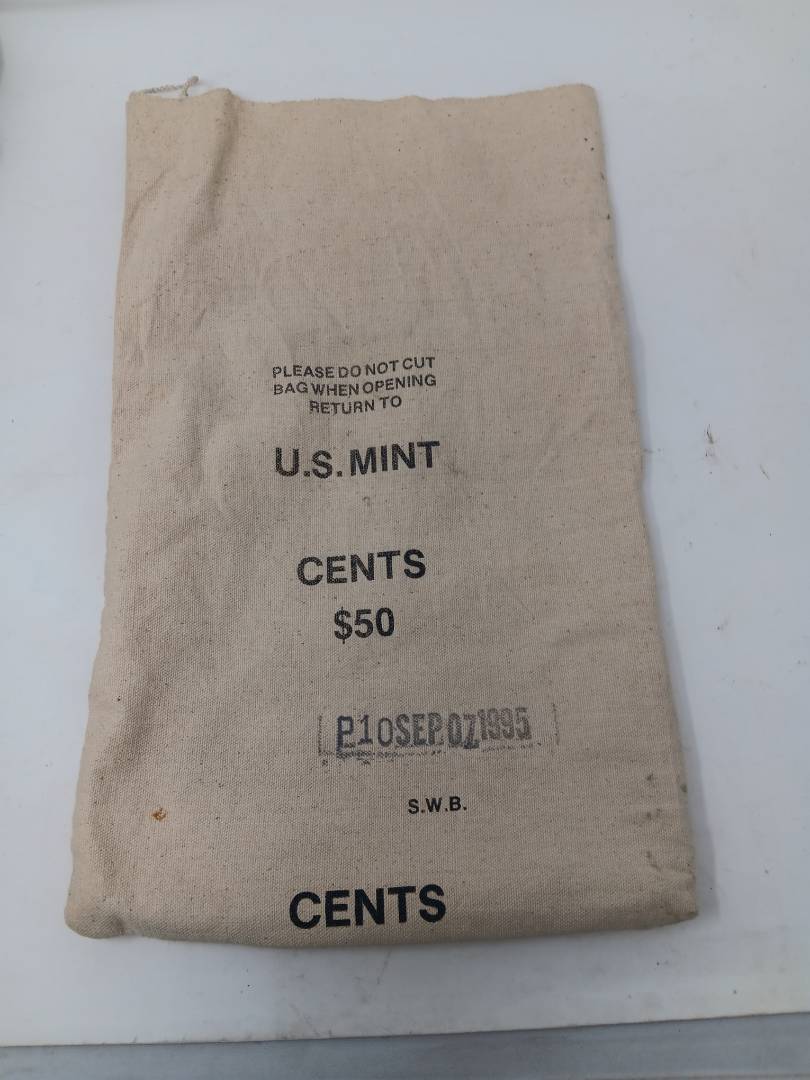 PLEASE DO NOT CUT
BAG WHEN OPENING
RETURN TO
U.S. MINT
CENTS
$50
P10SEP 07 1995
S.W.B.
CENTS